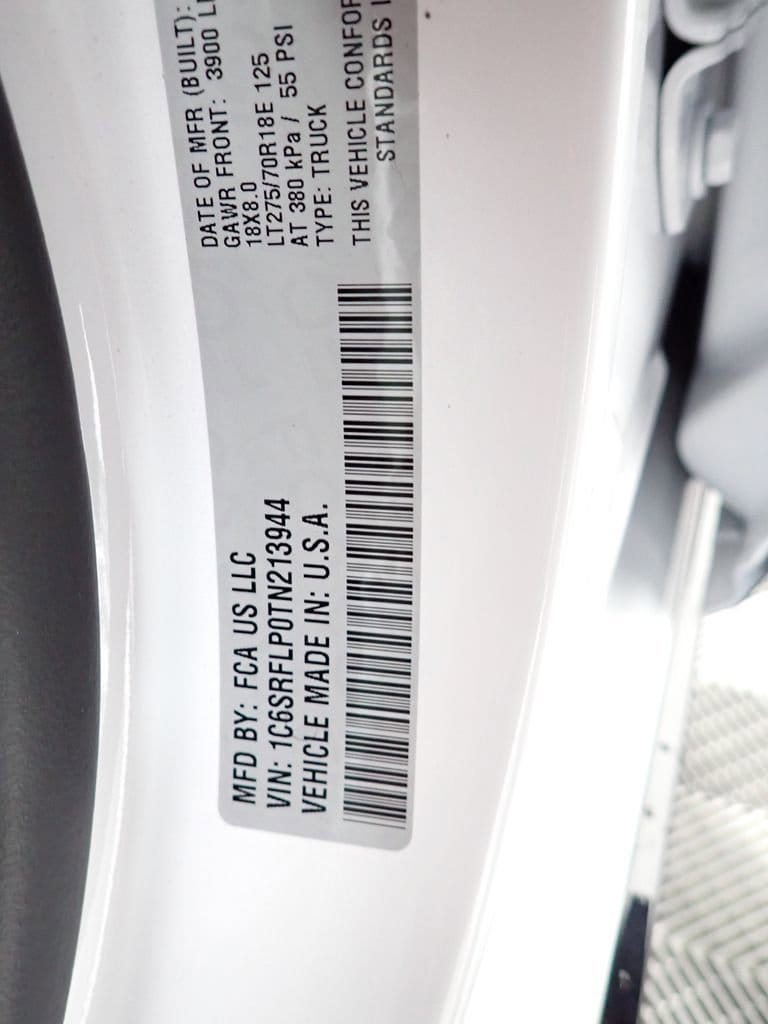 MFD BY: FCA US LLC
VIN: 1C6SRFLP0TN213944
VEHICLE MADE IN: U.S.A.
DATE OF MFR (BUILT):
GAWR FRONT: 3900 L
18X8.0
LT275/70R18E 125
AT 380 kPa / 55 PSI
TYPE: TRUCK
THIS VEHICLE CONFOR
STANDARDS I